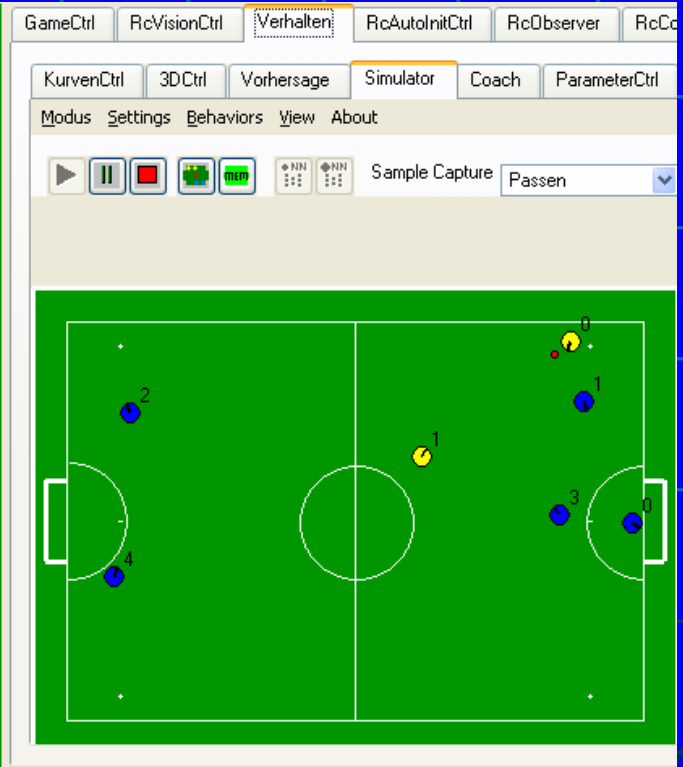 GameCtrl RcVisionCtrl Verhalten RcAutoInitCtrl RcObserver RcCo
KurvenCtrl 3DCtrl Vorhersage Simulator Coach ParameterCtrl
Modus Settings Behaviors View About
MEM NN NN Sample Capture Passen
0
1
2
1
3 0
4